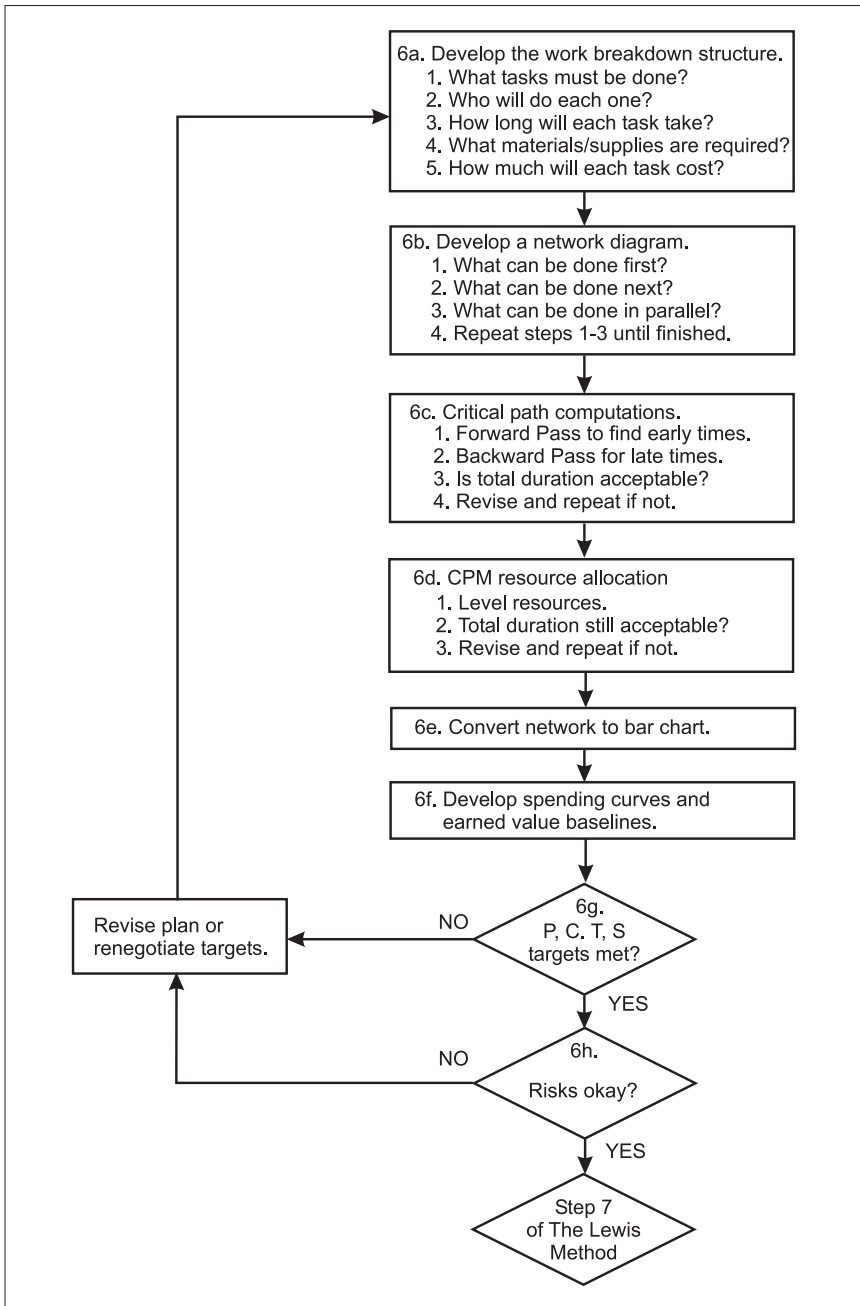 6a. Develop the work breakdown structure.
1. What tasks must be done?
2. Who will do each one?
3. How long will each task take?
4. What materials/supplies are required?
5. How much will each task cost?
6b. Develop a network diagram.
1. What can be done first?
2. What can be done next?
3. What can be done in parallel?
4. Repeat steps 1-3 until finished.
6c. Critical path computations.
1. Forward Pass to find early times.
2. Backward Pass for late times.
3. Is total duration acceptable?
4. Revise and repeat if not.
6d. CPM resource allocation
1. Level resources.
2. Total duration still acceptable?
3. Revise and repeat if not.
6e. Convert network to bar chart.
6f. Develop spending curves and
earned value baselines.
6g.
P, C. T, S
targets met?
NO
Revise plan or
renegotiate targets.
YES
6h.
Risks okay?
NO
YES
Step 7
of The Lewis
Method